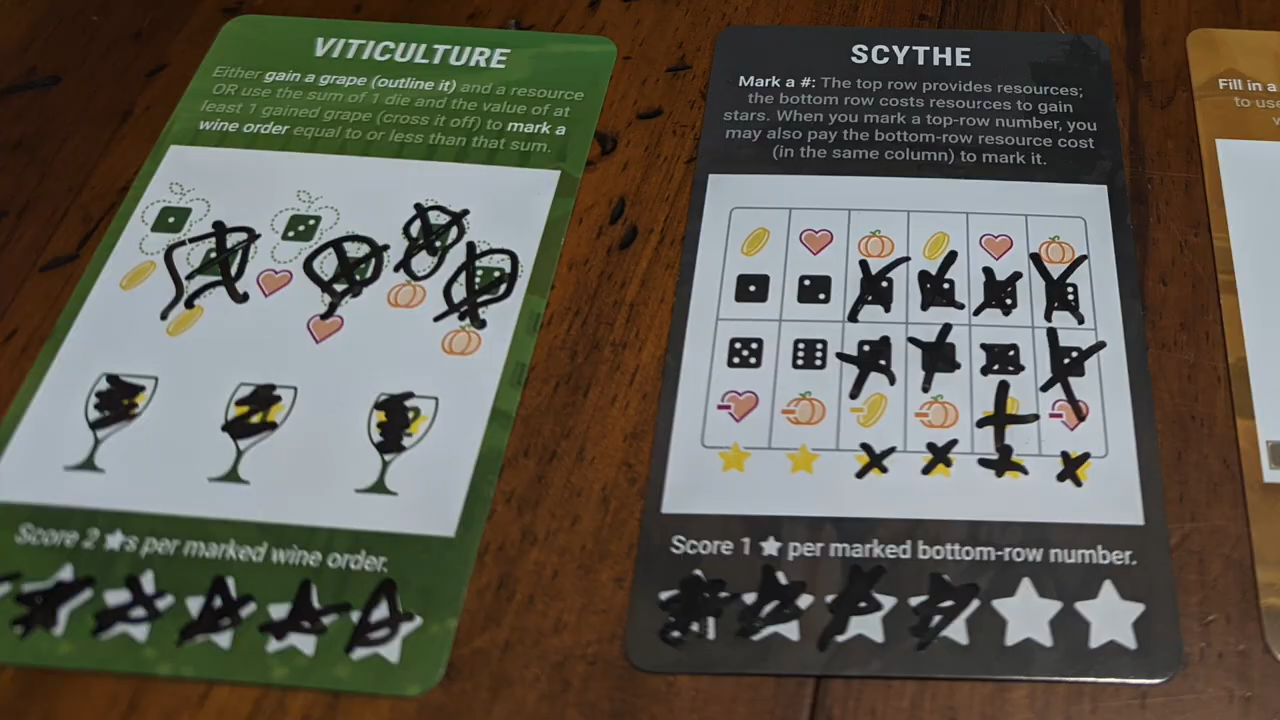 VITICULTURE
Either gain a grape (outline it) and a resource
OR use the sum of 1 die and the value of at
least 1 gained grape (cross it off) to mark a
wine order equal to or less than that sum.
Score 2 ★s per marked wine order.
SCYTHE
Mark a #: The top row provides resources;
the bottom row costs resources to gain
stars. When you mark a top-row number, you
may also pay the bottom-row resource cost
(in the same column) to mark it.
Score 1 ★ per marked bottom-row number.
Fill in a
to use